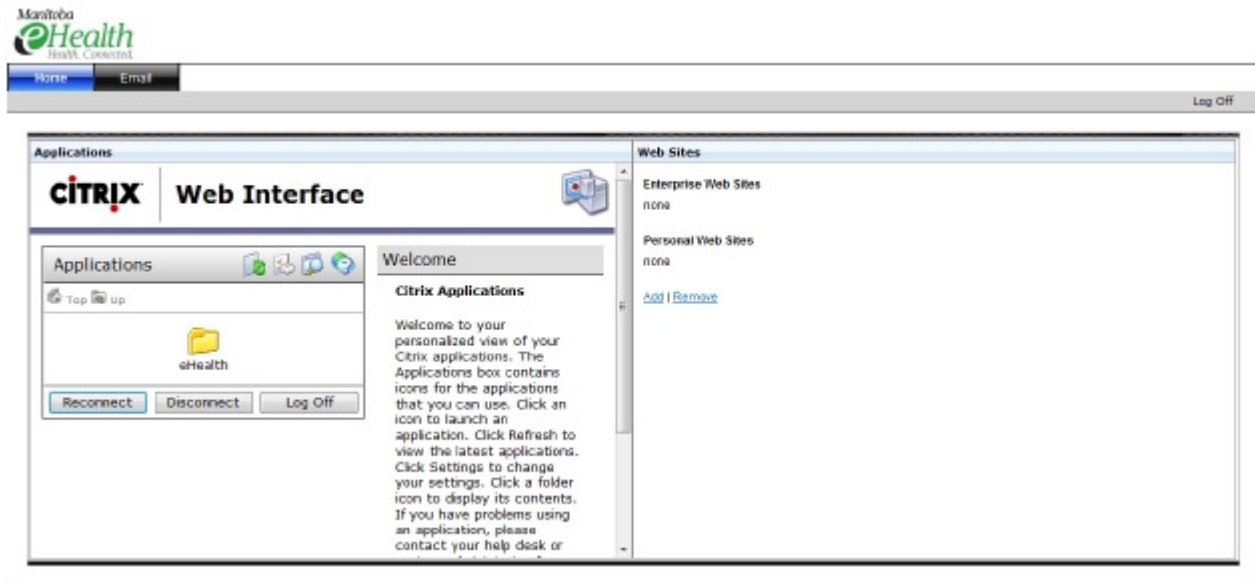 Manitoba
eHealth
Health. Connected.
Home Email
Log Off
Applications
CITRIX Web Interface
Applications
Top Up
eHealth
Reconnect Disconnect Log Off
Welcome
Citrix Applications
Welcome to your
personalized view of your
Citrix applications. The
Applications box contains
icons for the applications
that you can use. Click an
icon to launch an
application. Click Refresh to
view the latest applications.
Click Settings to change
your settings. Click a folder
icon to display its contents.
If you have problems using
an application, please
contact your help desk or
Web Sites
Enterprise Web Sites
none
Personal Web Sites
none
Add | Remove